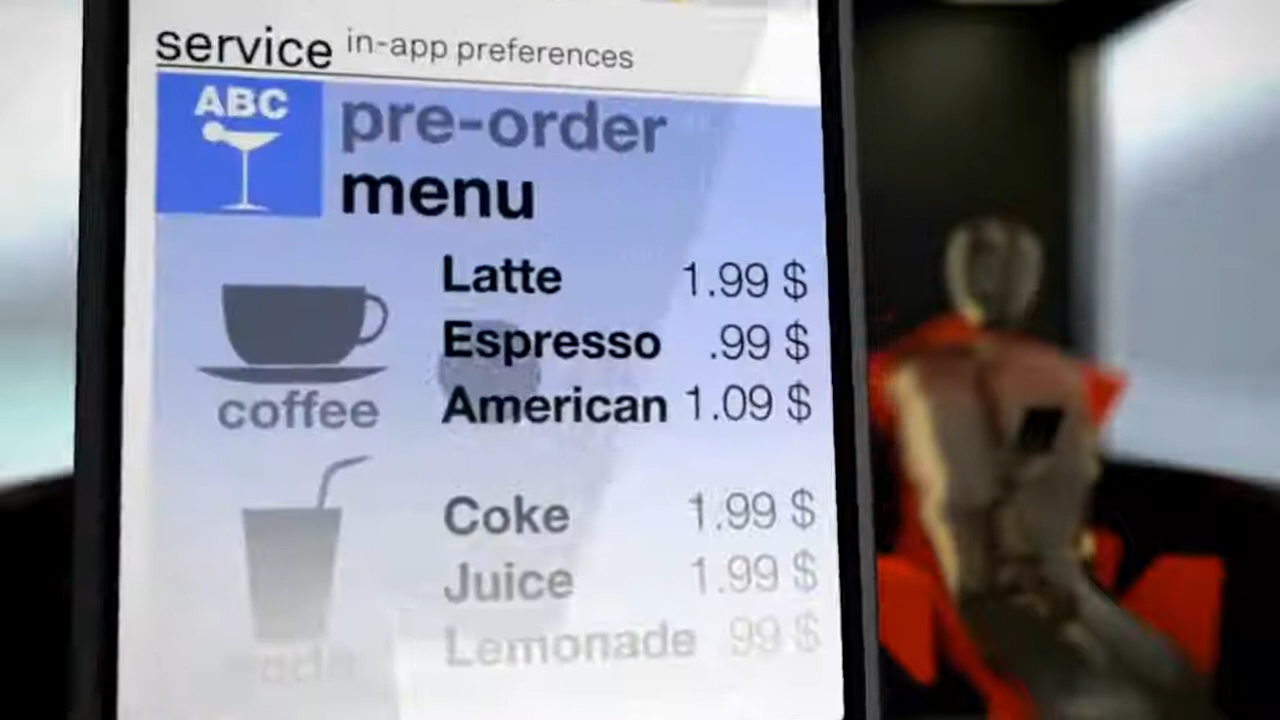 service in-app preferences
ABC
pre-order
menu
Latte 1.99 $
Espresso .99 $
American 1.09 $
coffee
Coke 1.99 $
Juice 1.99 $
Lemonade 99 $